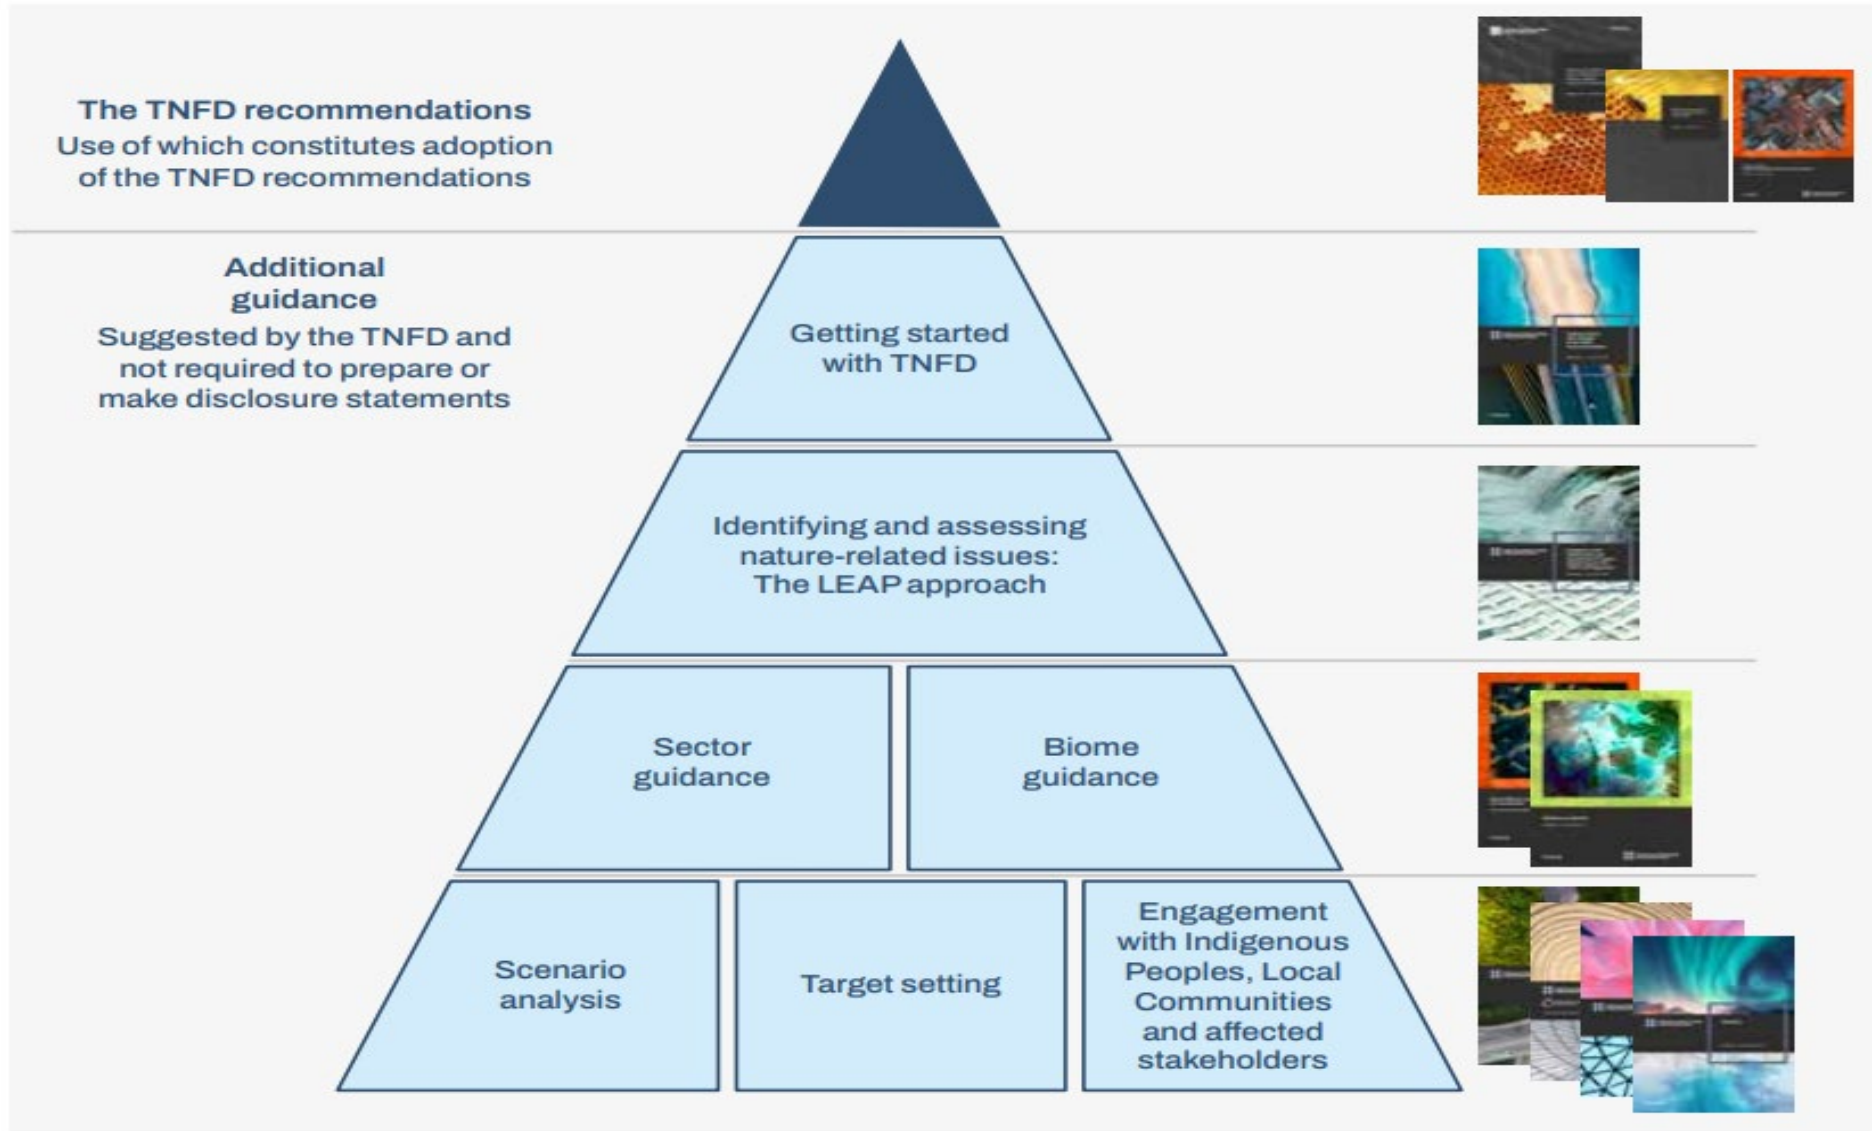 The TNFD recommendations
Use of which constitutes adoption
of the TNFD recommendations
Additional
guidance
Suggested by the TNFD and
not required to prepare or
make disclosure statements
Getting started
with TNFD
Identifying and assessing
nature-related issues:
The LEAP approach
Sector
guidance
Biome
guidance
Scenario
analysis
Target setting
Engagement
with Indigenous
Peoples, Local
Communities
and affected
stakeholders